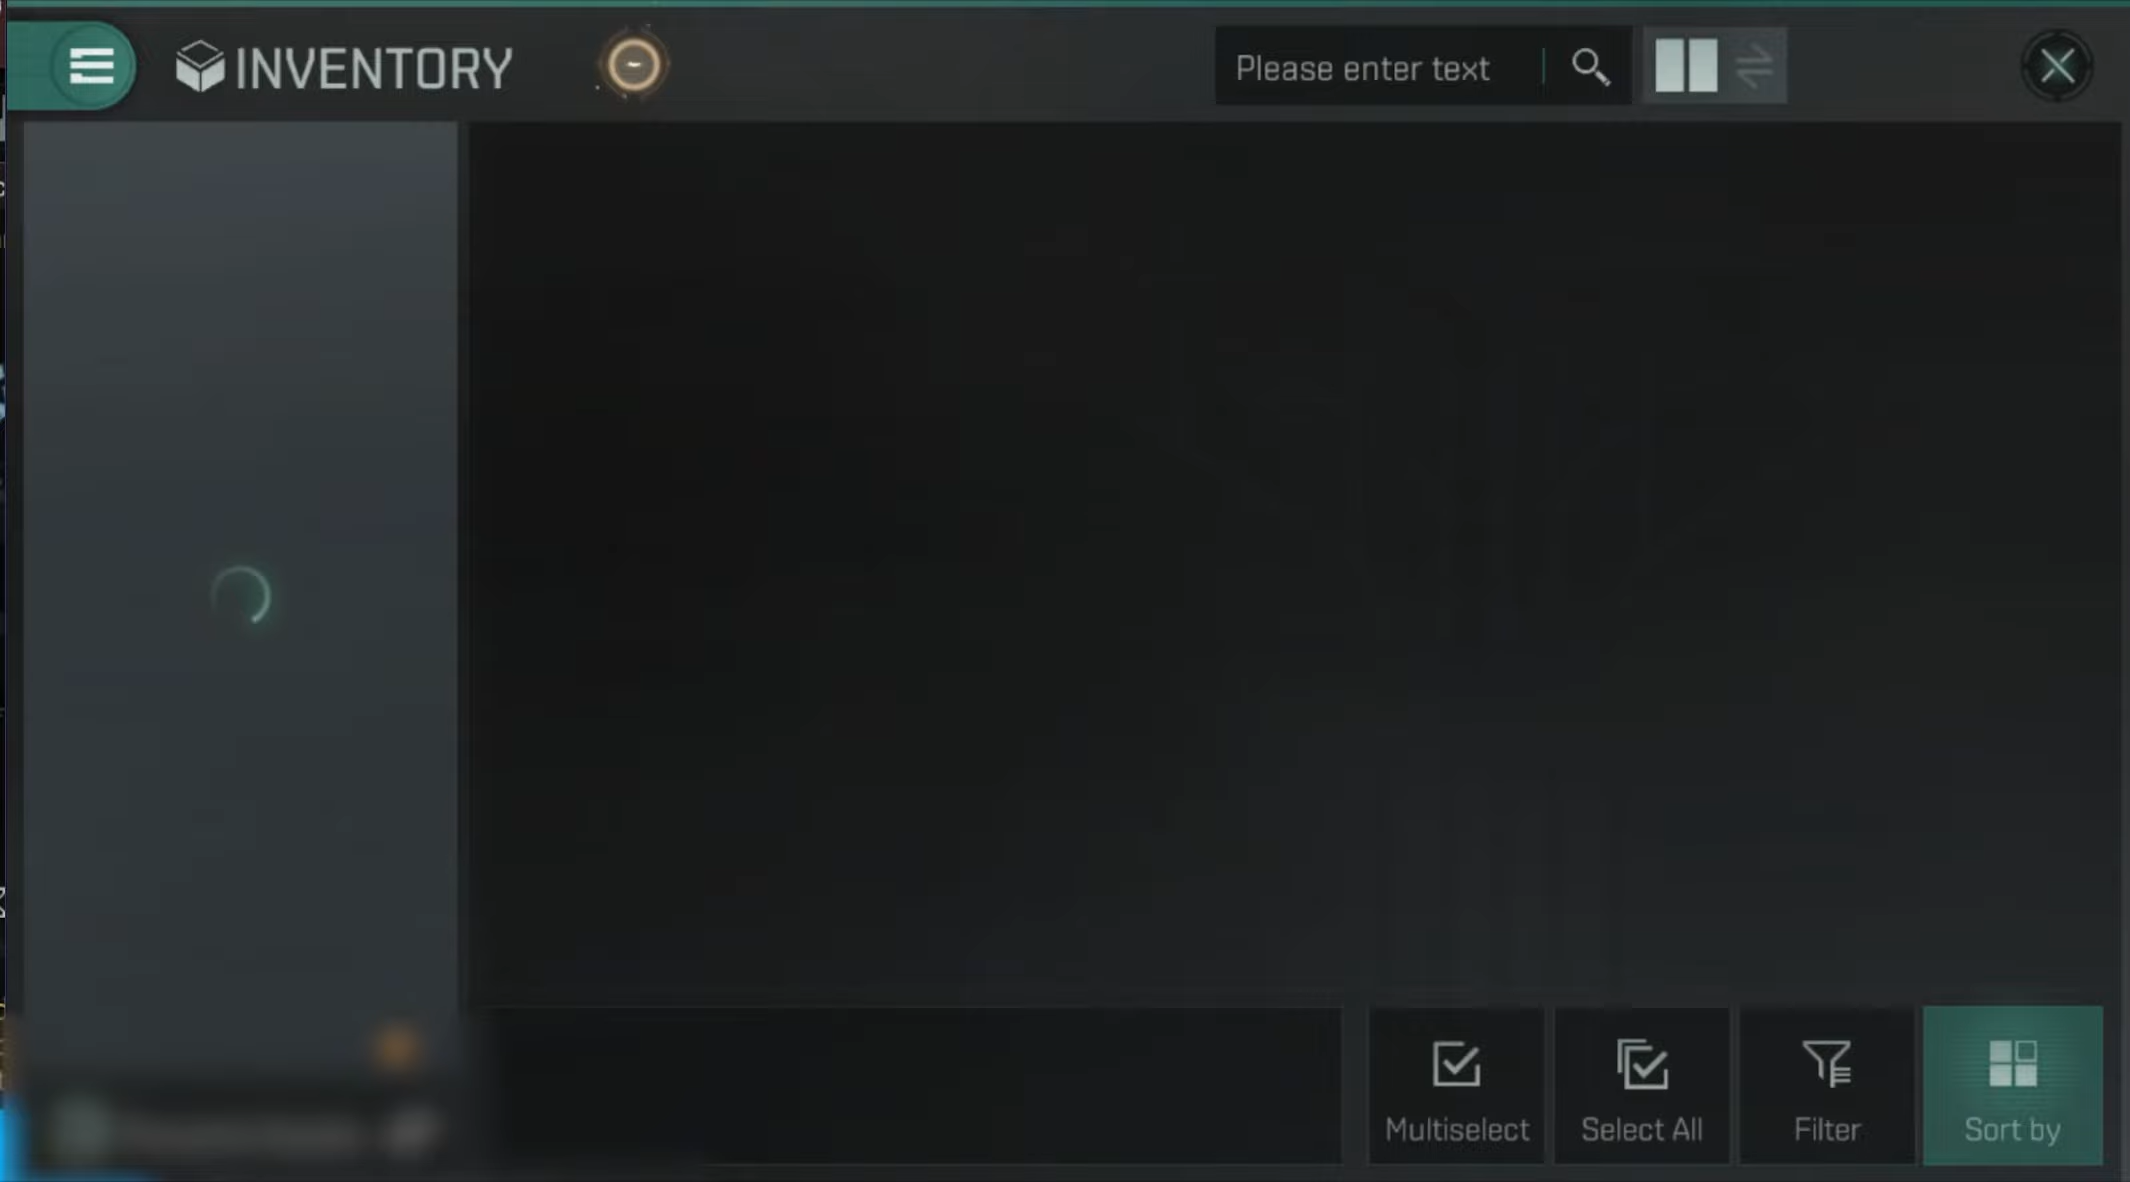 INVENTORY
Please enter text
Multiselect
Select All
Filter
Sort by